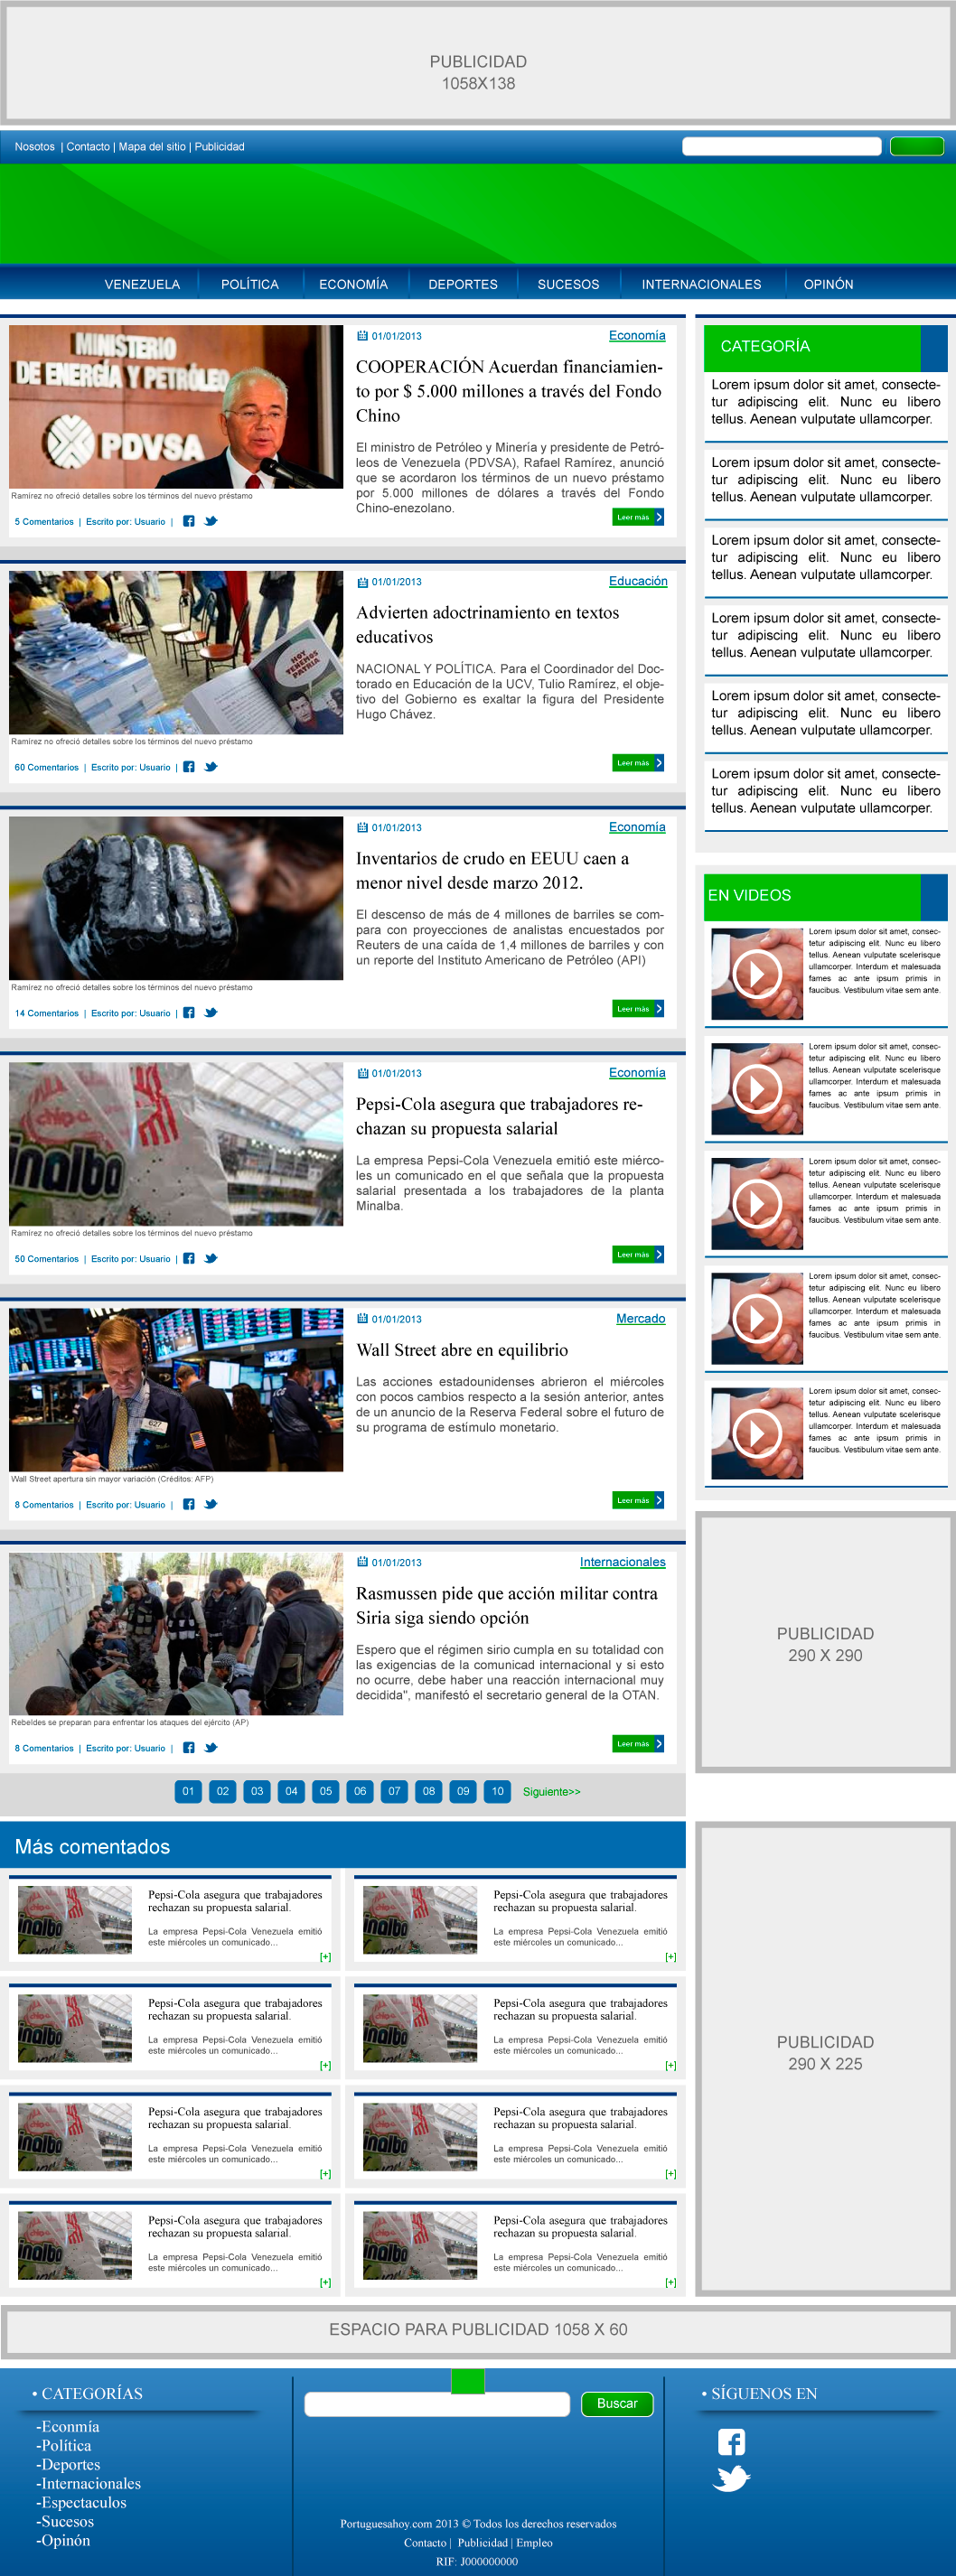 PUBLICIDAD
1058X138
Nosotos | Contacto | Mapa del sitio | Publicidad
VENEZUELA
POLÍTICA
ECONOMÍA
DEPORTES
SUCESOS
INTERNACIONALES
OPINÓN
MINISTERIO
DE ENERGÍA Y PETRÓLEO
PDVSA
Ramírez no ofreció detalles sobre los términos del nuevo préstamo
5 Comentarios | Escrito por: Usuario |
01/01/2013
Economía
COOPERACIÓN Acuerdan financiamien-
to por $ 5.000 millones a través del Fondo
Chino
El ministro de Petróleo y Minería y presidente de Petró-
leos de Venezuela (PDVSA), Rafael Ramírez, anunció
que se acordaron los términos de un nuevo préstamo
por 5.000 millones de dólares a través del Fondo
Chino-enezolano.
Leer más
HOY
TENEMOS
PATRIA
Ramírez no ofreció detalles sobre los términos del nuevo préstamo
60 Comentarios | Escrito por: Usuario |
01/01/2013
Educación
Advierten adoctrinamiento en textos
educativos
NACIONAL Y POLÍTICA. Para el Coordinador del Doc-
torado en Educación de la UCV, Tulio Ramírez, el obje-
tivo del Gobierno es exaltar la figura del Presidente
Hugo Chávez.
Leer más
Ramírez no ofreció detalles sobre los términos del nuevo préstamo
14 Comentarios | Escrito por: Usuario |
01/01/2013
Economía
Inventarios de crudo en EEUU caen a
menor nivel desde marzo 2012.
El descenso de más de 4 millones de barriles se com-
para con proyecciones de analistas encuestados por
Reuters de una caída de 1,4 millones de barriles y con
un reporte del Instituto Americano de Petróleo (API)
Leer más
inalba
Ramírez no ofreció detalles sobre los términos del nuevo préstamo
50 Comentarios | Escrito por: Usuario |
01/01/2013
Economía
Pepsi-Cola asegura que trabajadores re-
chazan su propuesta salarial
La empresa Pepsi-Cola Venezuela emitió este miérco-
les un comunicado en el que señala que la propuesta
salarial presentada a los trabajadores de la planta
Minalba.
Leer más
627
Wall Street apertura sin mayor variación (Créditos: AFP)
8 Comentarios | Escrito por: Usuario |
01/01/2013
Mercado
Wall Street abre en equilibrio
Las acciones estadounidenses abrieron el miércoles
con pocos cambios respecto a la sesión anterior, antes
de un anuncio de la Reserva Federal sobre el futuro de
su programa de estímulo monetario.
Leer más
Rebeldes se preparan para enfrentar los ataques del ejército (AP)
8 Comentarios | Escrito por: Usuario |
01/01/2013
Internacionales
Rasmussen pide que acción militar contra
Siria siga siendo opción
Espero que el régimen sirio cumpla en su totalidad con
las exigencias de la comunicad internacional y si esto
no ocurre, debe haber una reacción internacional muy
decidida", manifestó el secretario general de la OTAN.
Leer más
01 02 03 04 05 06 07 08 09 10 Siguiente>>
CATEGORÍA
Lorem ipsum dolor sit amet, consecte-
tur adipiscing elit. Nunc eu libero
tellus. Aenean vulputate ullamcorper.
Lorem ipsum dolor sit amet, consecte-
tur adipiscing elit. Nunc eu libero
tellus. Aenean vulputate ullamcorper.
Lorem ipsum dolor sit amet, consecte-
tur adipiscing elit. Nunc eu libero
tellus. Aenean vulputate ullamcorper.
Lorem ipsum dolor sit amet, consecte-
tur adipiscing elit. Nunc eu libero
tellus. Aenean vulputate ullamcorper.
Lorem ipsum dolor sit amet, consecte-
tur adipiscing elit. Nunc eu libero
tellus. Aenean vulputate ullamcorper.
Lorem ipsum dolor sit amet, consecte-
tur adipiscing elit. Nunc eu libero
tellus. Aenean vulputate ullamcorper.
EN VIDEOS
Lorem ipsum dolor sit amet, consec-
tetur adipiscing elit. Nunc eu libero
tellus. Aenean vulputate scelerisque
ullamcorper. Interdum et malesuada
fames ac ante ipsum primis in
faucibus. Vestibulum vitae sem ante.
Lorem ipsum dolor sit amet, consec-
tetur adipiscing elit. Nunc eu libero
tellus. Aenean vulputate scelerisque
ullamcorper. Interdum et malesuada
fames ac ante ipsum primis in
faucibus. Vestibulum vitae sem ante.
Lorem ipsum dolor sit amet, consec-
tetur adipiscing elit. Nunc eu libero
tellus. Aenean vulputate scelerisque
ullamcorper. Interdum et malesuada
fames ac ante ipsum primis in
faucibus. Vestibulum vitae sem ante.
Lorem ipsum dolor sit amet, consec-
tetur adipiscing elit. Nunc eu libero
tellus. Aenean vulputate scelerisque
ullamcorper. Interdum et malesuada
fames ac ante ipsum primis in
faucibus. Vestibulum vitae sem ante.
Lorem ipsum dolor sit amet, consec-
tetur adipiscing elit. Nunc eu libero
tellus. Aenean vulputate scelerisque
ullamcorper. Interdum et malesuada
fames ac ante ipsum primis in
faucibus. Vestibulum vitae sem ante.
PUBLICIDAD
290 X 290
Más comentados
Pepsi-Cola asegura que trabajadores
rechazan su propuesta salarial.
La empresa Pepsi-Cola Venezuela emitió
este miércoles un comunicado...
[+]
Pepsi-Cola asegura que trabajadores
rechazan su propuesta salarial.
La empresa Pepsi-Cola Venezuela emitió
este miércoles un comunicado...
[+]
Pepsi-Cola asegura que trabajadores
rechazan su propuesta salarial.
La empresa Pepsi-Cola Venezuela emitió
este miércoles un comunicado...
[+]
Pepsi-Cola asegura que trabajadores
rechazan su propuesta salarial.
La empresa Pepsi-Cola Venezuela emitió
este miércoles un comunicado...
[+]
Pepsi-Cola asegura que trabajadores
rechazan su propuesta salarial.
La empresa Pepsi-Cola Venezuela emitió
este miércoles un comunicado...
[+]
Pepsi-Cola asegura que trabajadores
rechazan su propuesta salarial.
La empresa Pepsi-Cola Venezuela emitió
este miércoles un comunicado...
[+]
Pepsi-Cola asegura que trabajadores
rechazan su propuesta salarial.
La empresa Pepsi-Cola Venezuela emitió
este miércoles un comunicado...
[+]
Pepsi-Cola asegura que trabajadores
rechazan su propuesta salarial.
La empresa Pepsi-Cola Venezuela emitió
este miércoles un comunicado...
[+]
PUBLICIDAD
290 X 225
ESPACIO PARA PUBLICIDAD 1058 X 60
• CATEGORÍAS
-Econmía
-Política
-Deportes
-Internacionales
-Espectaculos
-Sucesos
-Opinón
Buscar
Portuguesahoy.com 2013 © Todos los derechos reservados
Contacto | Publicidad | Empleo
RIF: J000000000
• SÍGUENOS EN